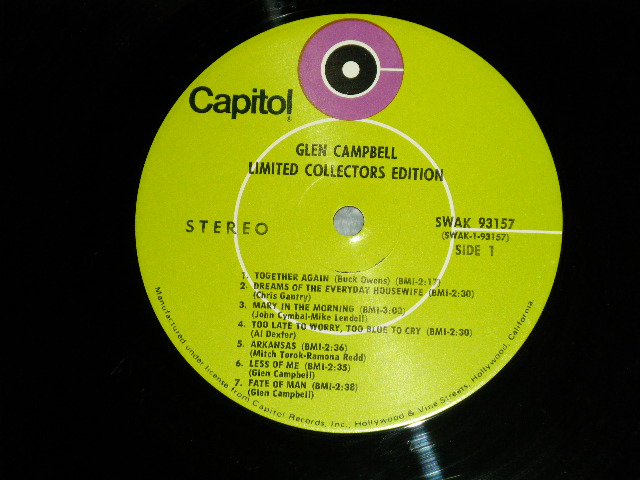 Capitol®
GLEN CAMPBELL
LIMITED COLLECTORS EDITION
STEREO
SWAK 93157
(SWAK-1-93157)
SIDE 1
1. TOGETHER AGAIN (Buck Owens) (BMI-2:17)
2. DREAMS OF THE EVERYDAY HOUSEWIFE (BMI-2:30)
(Chris Gantry)
3. MARY IN THE MORNING (BMI-3:00)
(John Cymbal-Mike Lendell)
4. TOO LATE TO WORRY, TOO BLUE TO CRY (BMI-2:30)
(Al Dexter)
5. ARKANSAS (BMI-2:36)
(Mitch Torok-Ramona Redd)
6. LESS OF ME (BMI-2:35)
(Glen Campbell)
7. FATE OF MAN (BMI-2:38)
(Glen Campbell)
Manufactured under license from Capitol Records, Inc., Hollywood & Vine Streets, Hollywood, California.